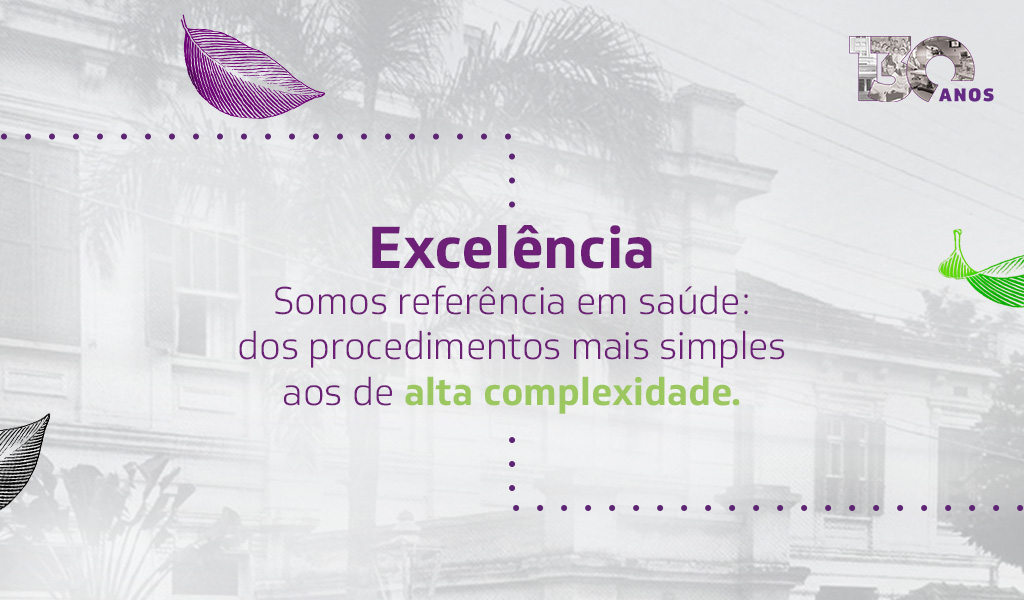 130 ANOS
Excelência
Somos referência em saúde:
dos procedimentos mais simples
aos de alta complexidade.